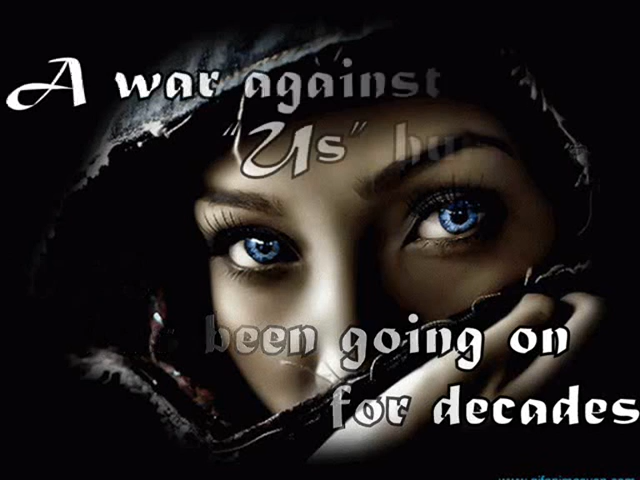 A war against
"Us"
been going on
for decades